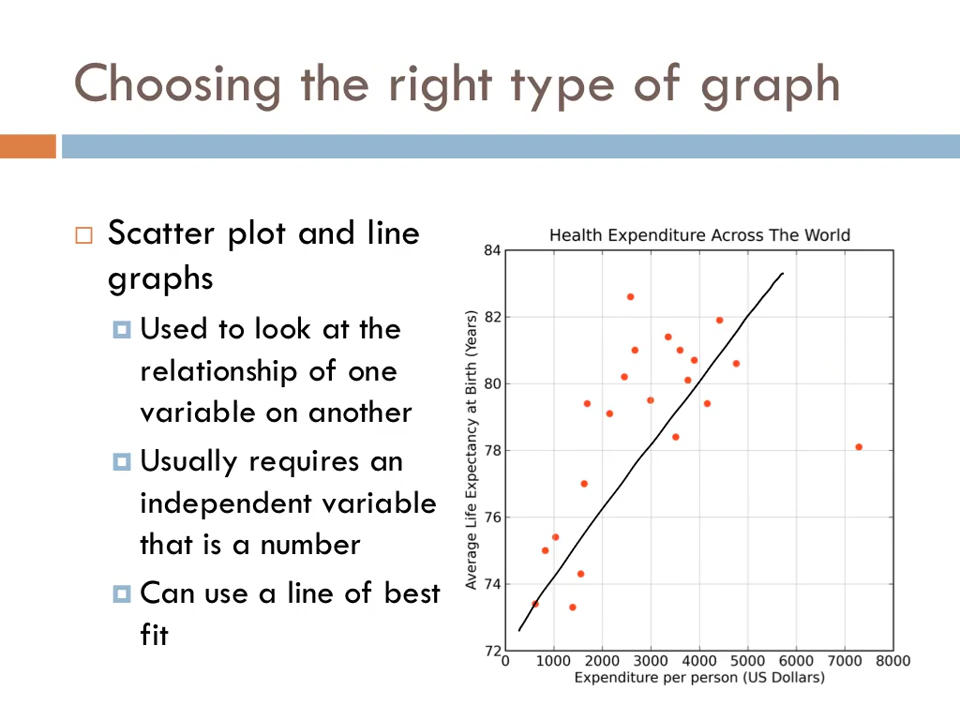 Choosing the right type of graph
Scatter plot and line
graphs
Used to look at the
relationship of one
variable on another
Usually requires an
independent variable
that is a number
Can use a line of best
fit
Health Expenditure Across The World
Average Life Expectancy at Birth (Years)
84
82
80
78
76
74
72
0 1000 2000 3000 4000 5000 6000 7000 8000
Expenditure per person (US Dollars)